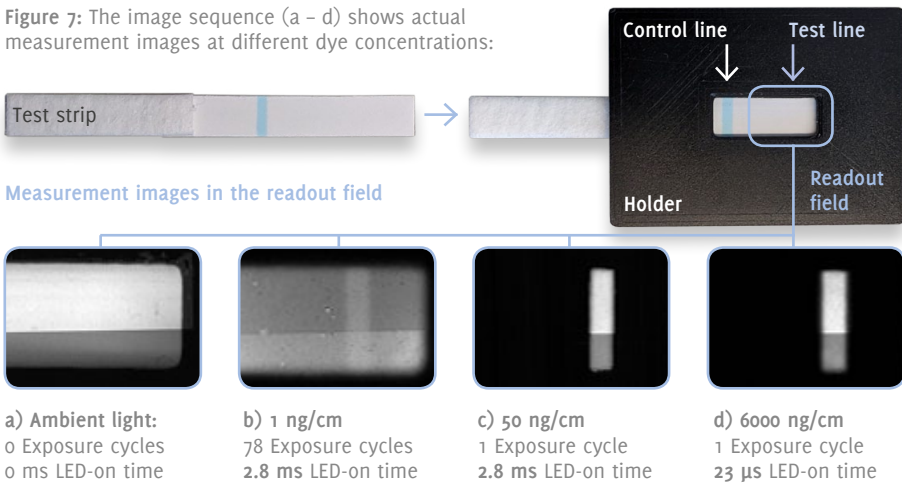 Figure 7: The image sequence (a – d) shows actual
measurement images at different dye concentrations:
Control line
Test line
Test strip
Measurement images in the readout field
Readout
field
Holder
a) Ambient light:
0 Exposure cycles
0 ms LED-on time
b) 1 ng/cm
78 Exposure cycles
2.8 ms LED-on time
c) 50 ng/cm
1 Exposure cycle
2.8 ms LED-on time
d) 6000 ng/cm
1 Exposure cycle
23 µs LED-on time